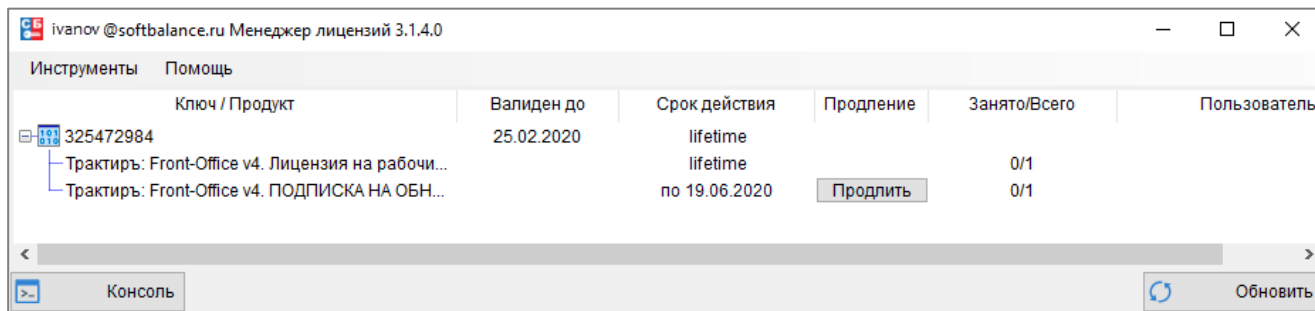 ivanov @softbalance.ru Менеджер лицензий 3.1.4.0
Инструменты Помощь
Ключ / Продукт Валиден до Срок действия Продление Занято/Всего Пользователь
325472984 25.02.2020 lifetime
Трактиръ: Front-Office v4. Лицензия на рабочи... lifetime 0/1
Трактиръ: Front-Office v4. ПОДПИСКА НА ОБН... по 19.06.2020 Продлить 0/1
Консоль Обновить